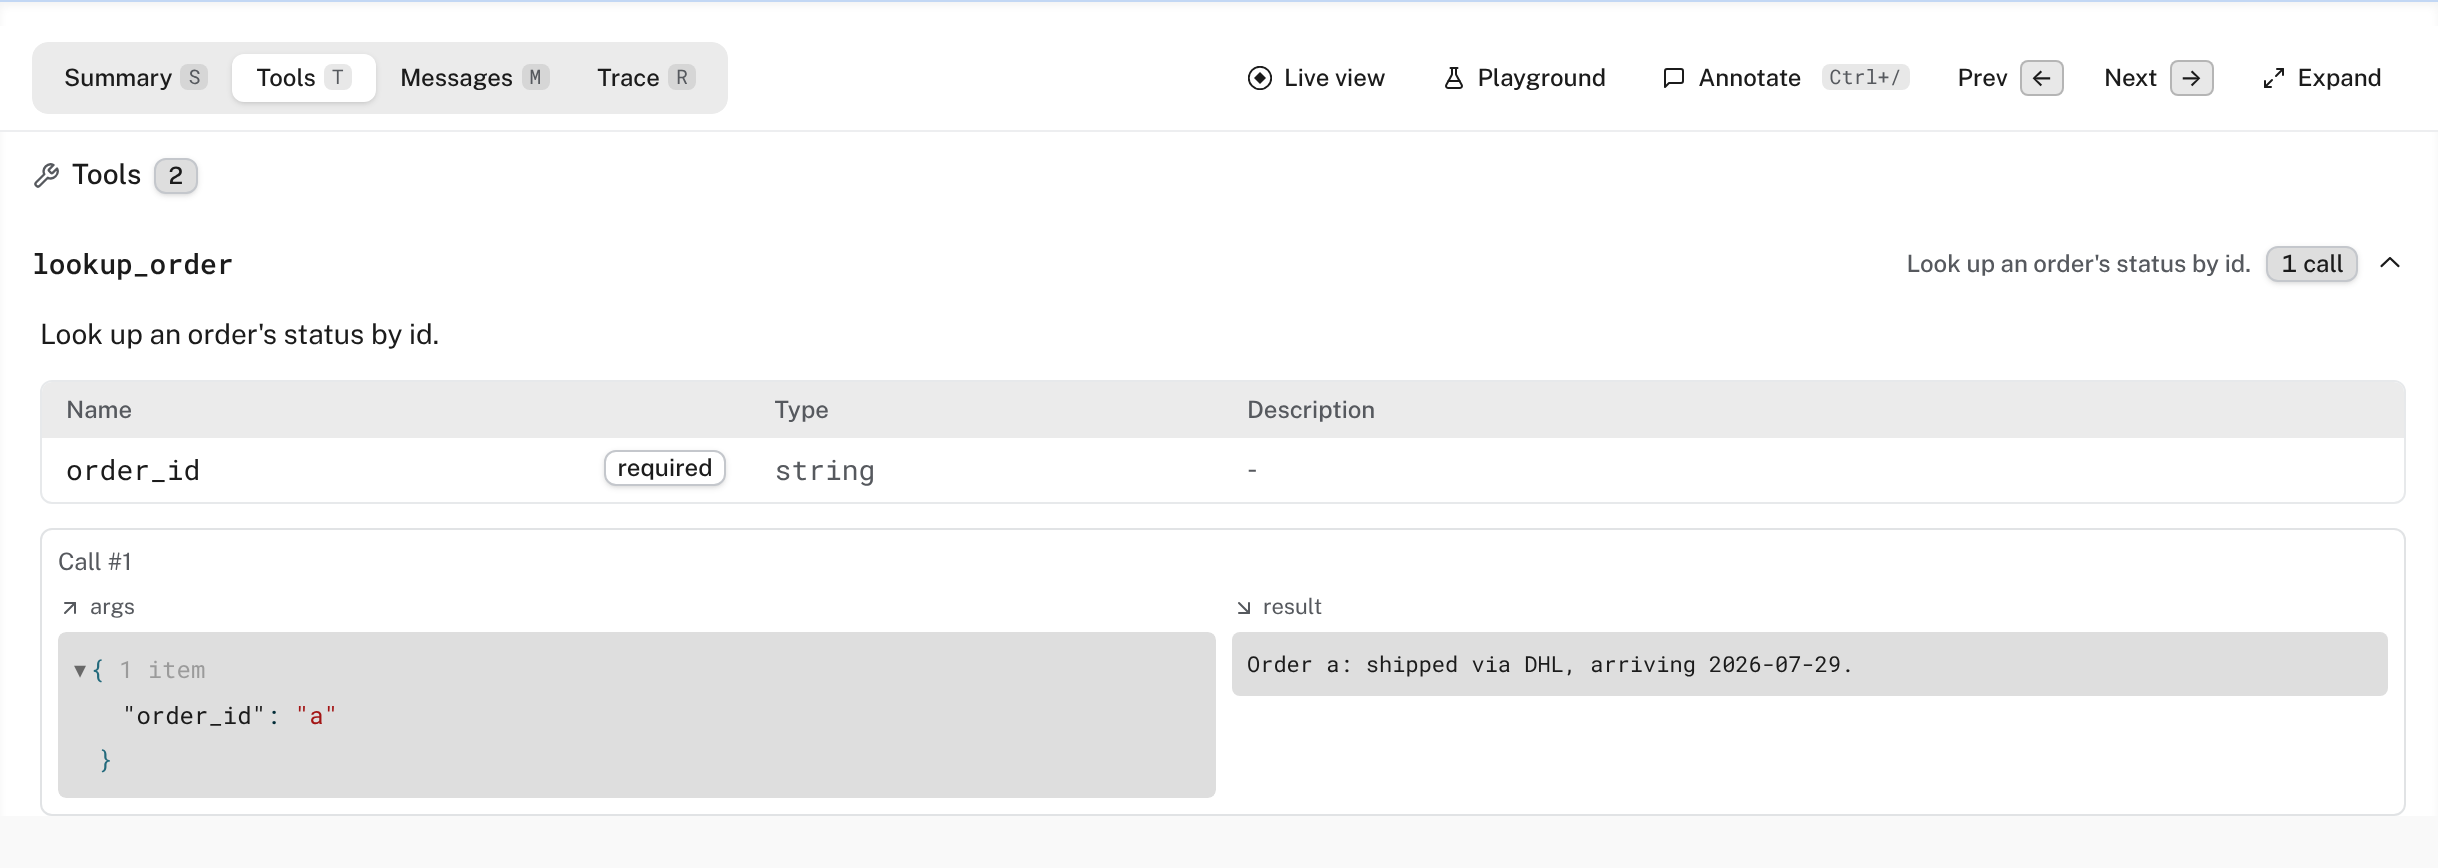 Summary S Tools T Messages M Trace R Live view Playground Annotate Ctrl+/ Prev ← Next → Expand
Tools 2
lookup_order Look up an order's status by id. 1 call
Look up an order's status by id.
Name Type Description
order_id required string -
Call #1
args result
{ 1 item Order a: shipped via DHL, arriving 2026-07-29.
"order_id": "a"
}